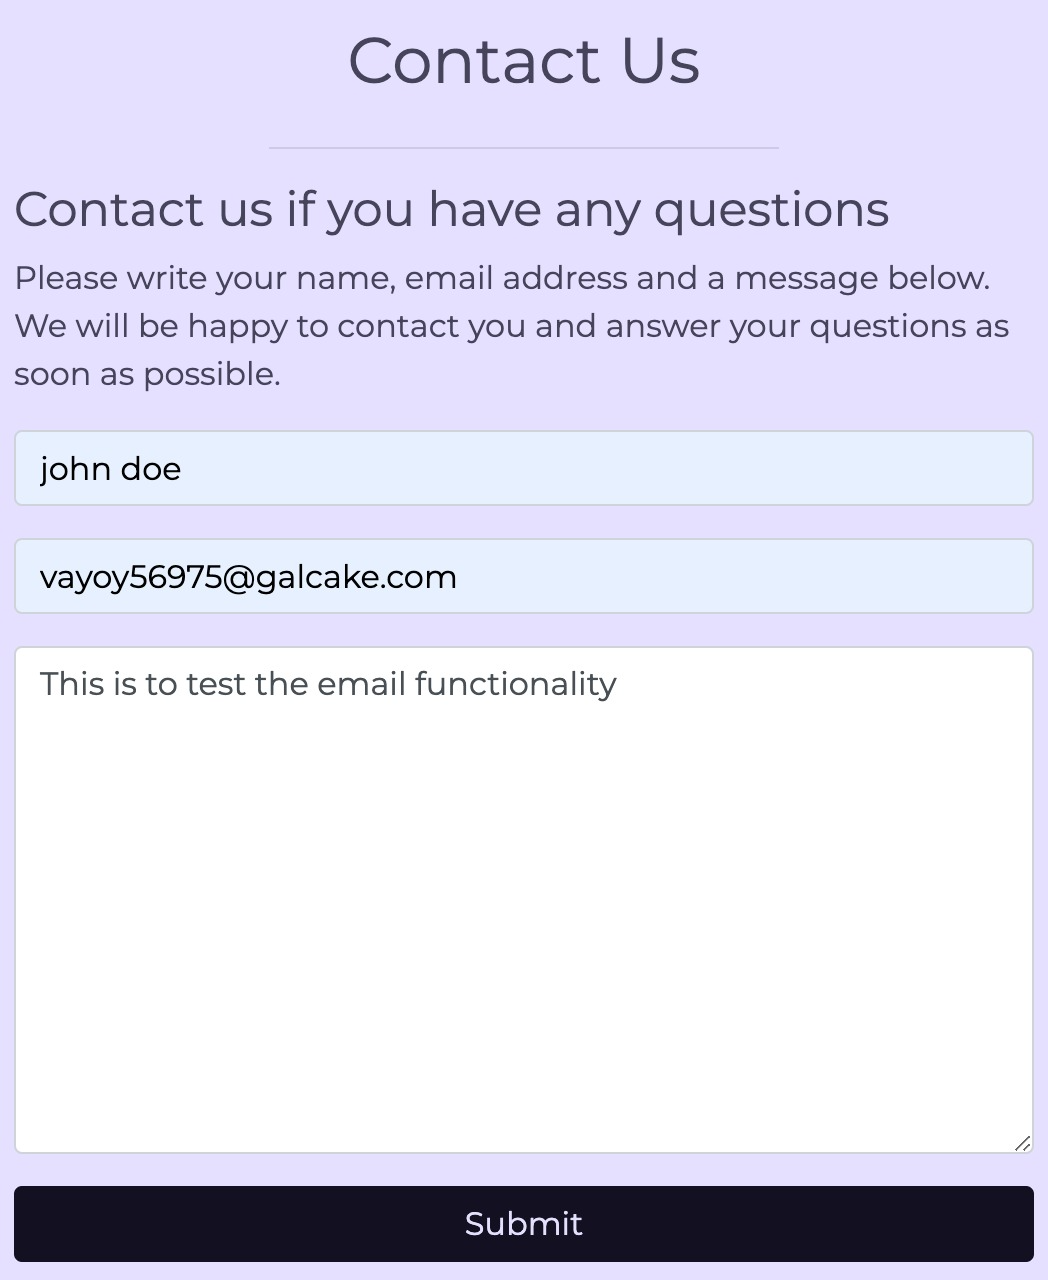 Contact Us
Contact us if you have any questions
Please write your name, email address and a message below.
We will be happy to contact you and answer your questions as
soon as possible.
john doe
vayoy56975@galcake.com
This is to test the email functionality
Submit